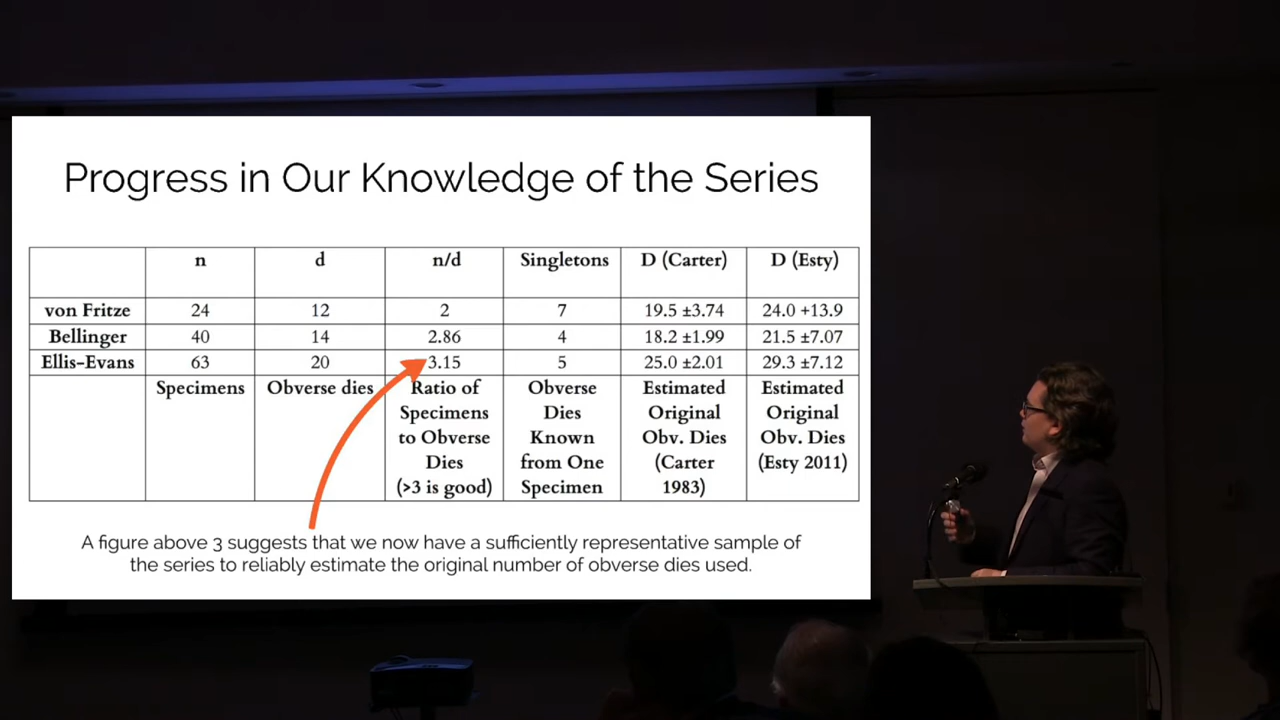 Progress in Our Knowledge of the Series
n d n/d Singletons D (Carter) D (Esty)
von Fritze 24 12 2 7 19.5 ±3.74 24.0 +13.9
Bellinger 40 14 2.86 4 18.2 ±1.99 21.5 ±7.07
Ellis-Evans 63 20 3.15 5 25.0 ±2.01 29.3 ±7.12
Specimens Obverse dies Ratio of Obverse Estimated Estimated
Specimens Dies Original Original
to Obverse Known Obv. Dies Obv. Dies
Dies from One (Carter (Esty 2011)
(>3 is good) Specimen 1983)
A figure above 3 suggests that we now have a sufficiently representative sample of
the series to reliably estimate the original number of obverse dies used.